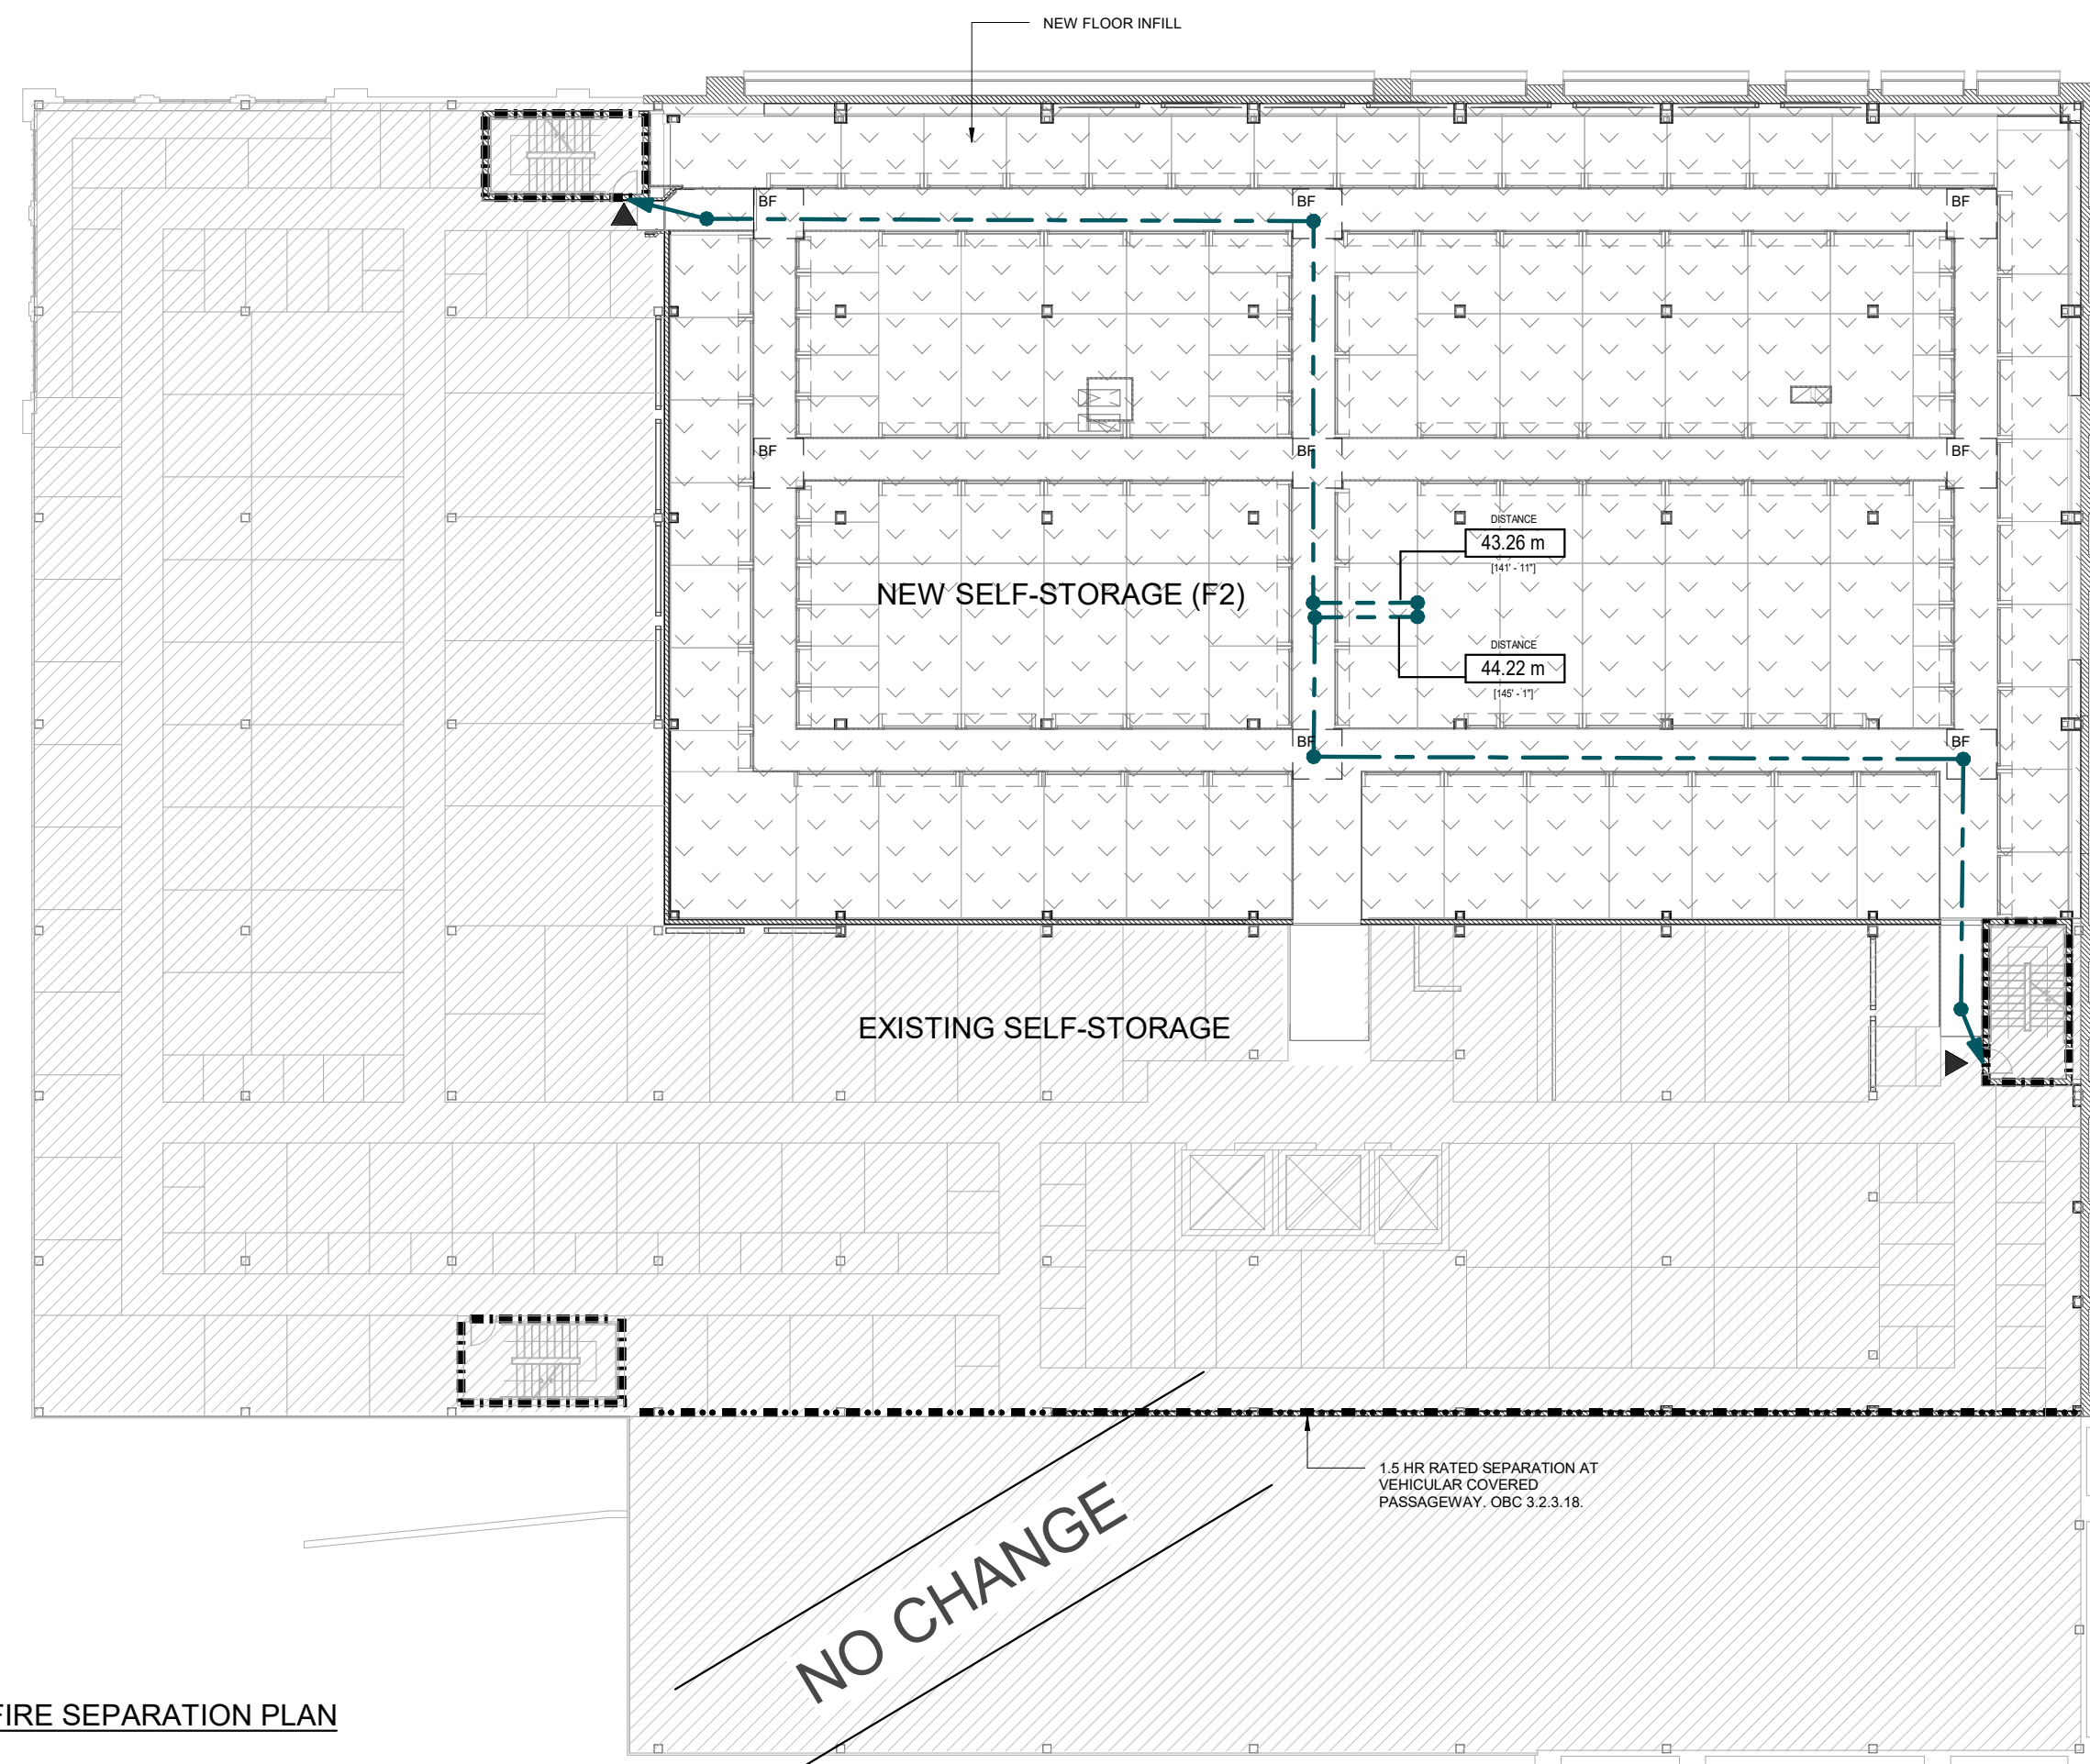 NEW FLOOR INFILL
BF
BF
BF
BF
BF
BF
DISTANCE
43.26 m
[141' - 11"]
NEW SELF-STORAGE (F2)
DISTANCE
44.22 m
[145' - 1"]
BF
BF
EXISTING SELF-STORAGE
1.5 HR RATED SEPARATION AT
VEHICULAR COVERED
PASSAGEWAY. OBC 3.2.3.18.
NO CHANGE
FIRE SEPARATION PLAN